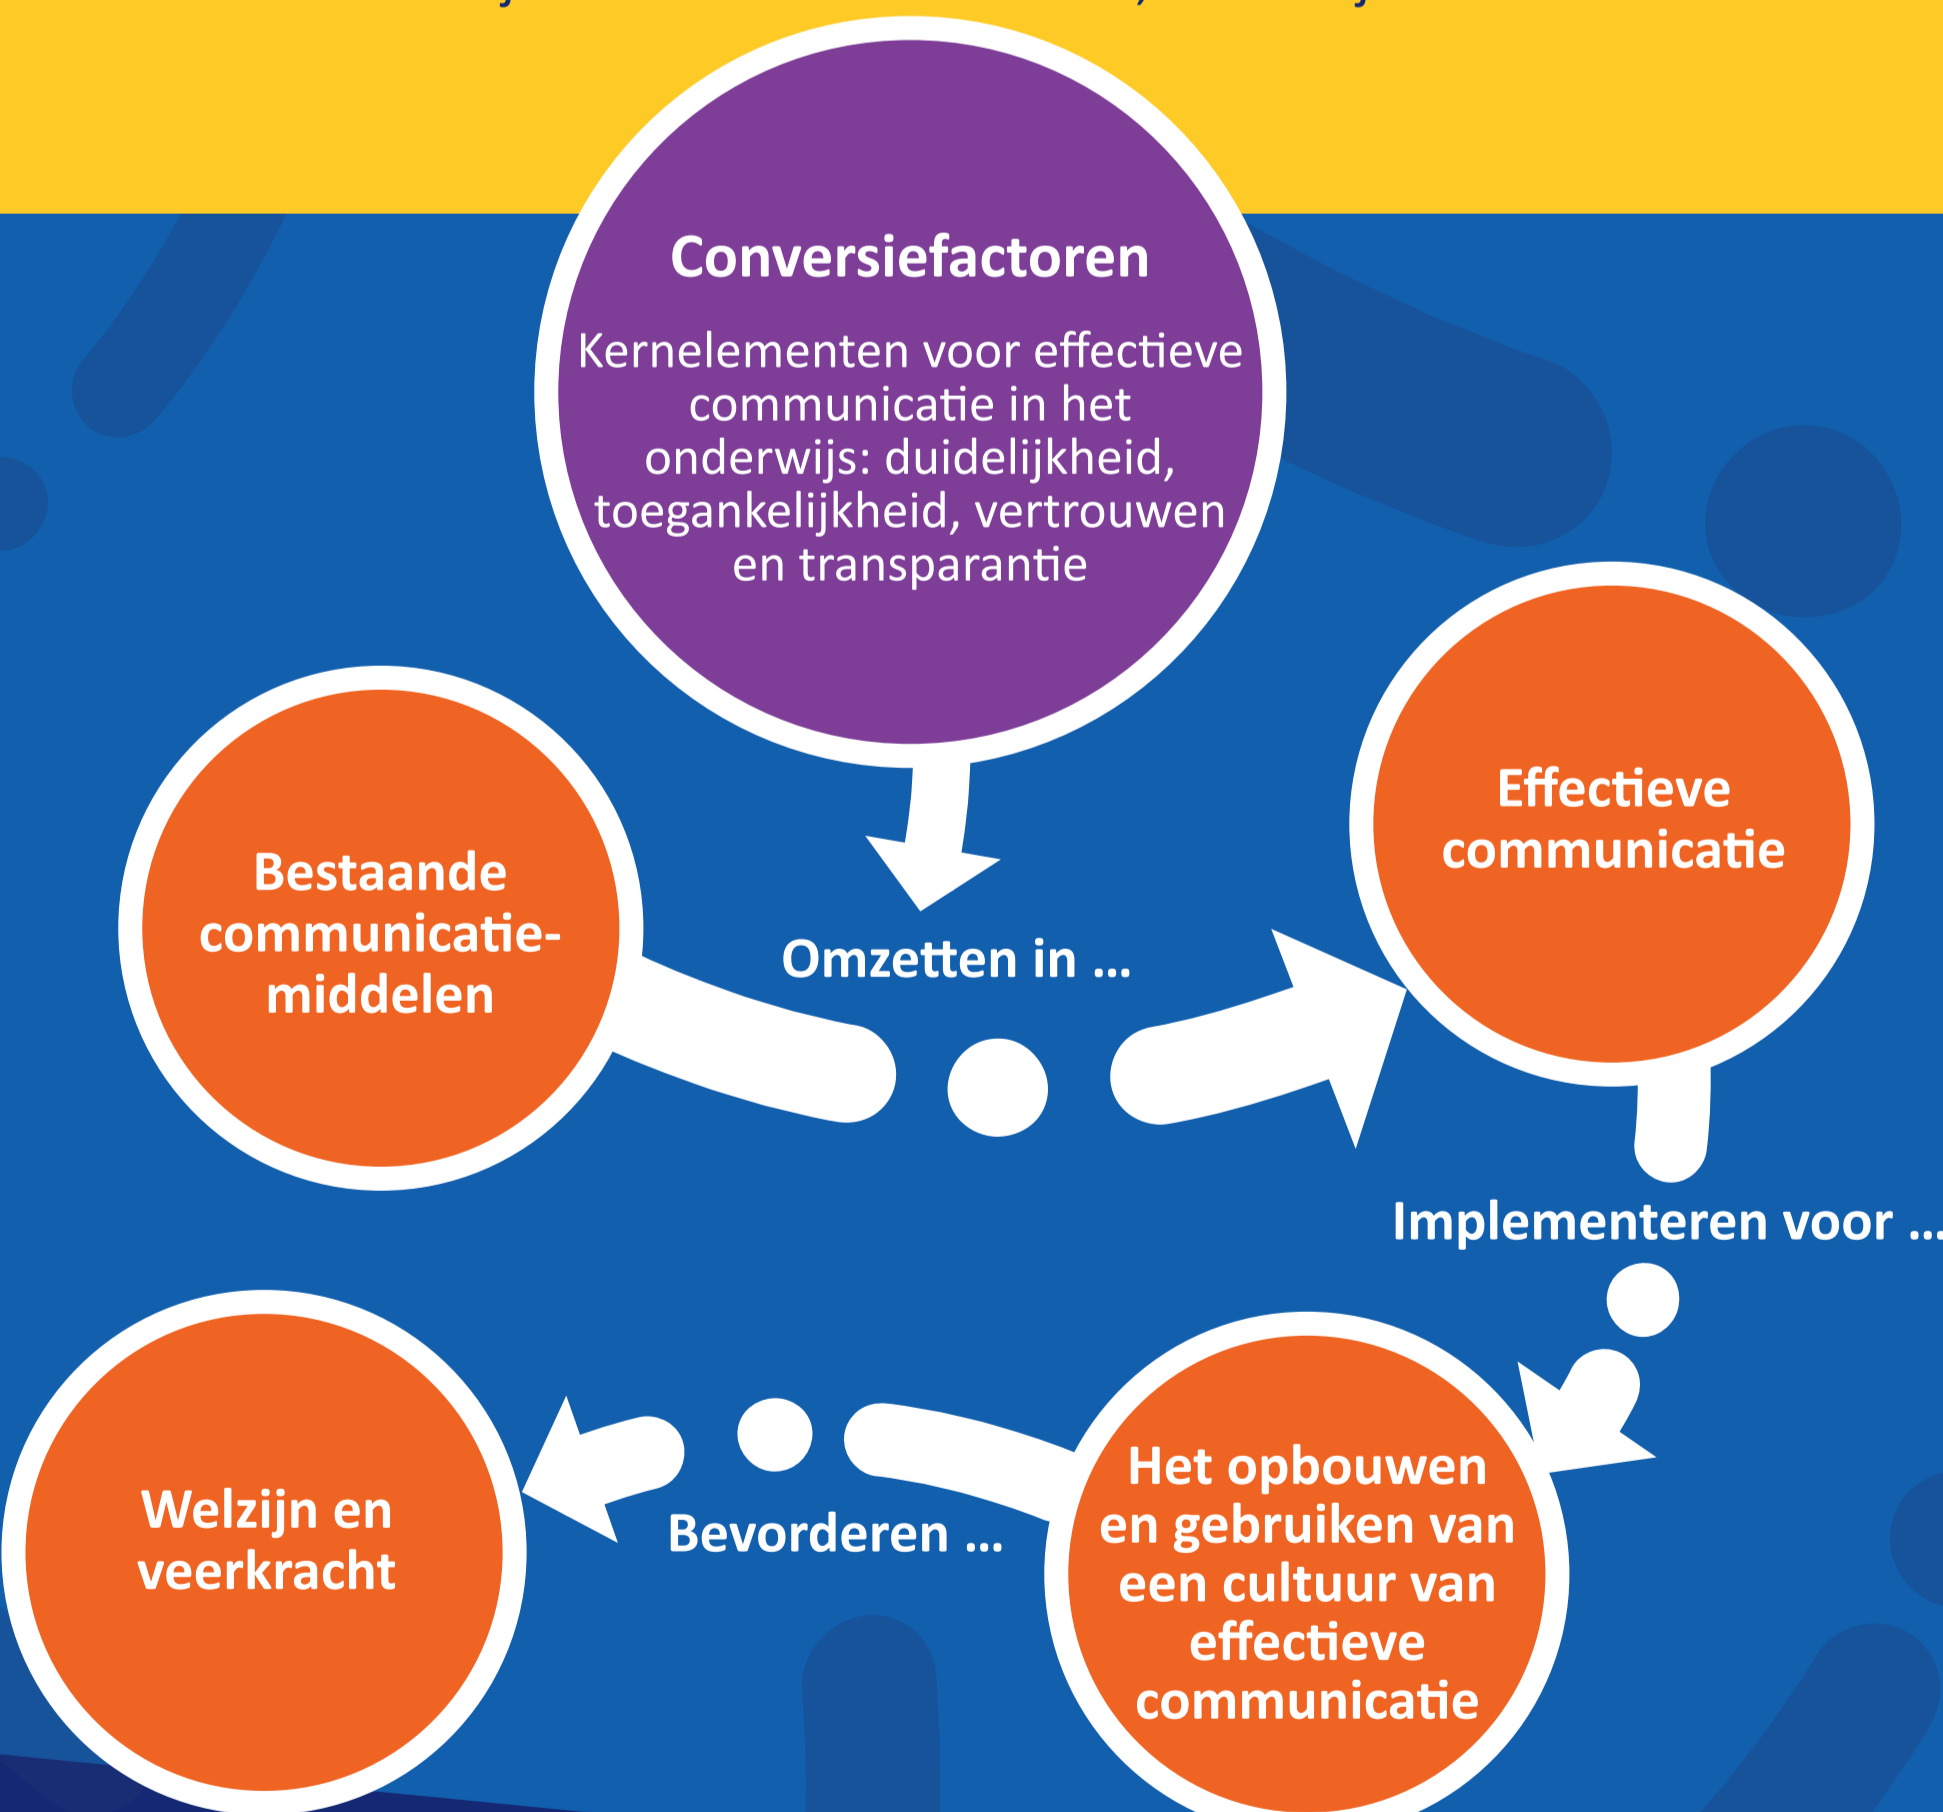 Conversiefactoren
Kernelementen voor effectieve
communicatie in het
onderwijs: duidelijkheid,
toegankelijkheid, vertrouwen
en transparantie
Bestaande
communicatie-
middelen
Omzetten in ...
Effectieve
communicatie
Implementeren voor ...
Het opbouwen
en gebruiken van
een cultuur van
effectieve
communicatie
Bevorderen ...
Welzijn en
veerkracht